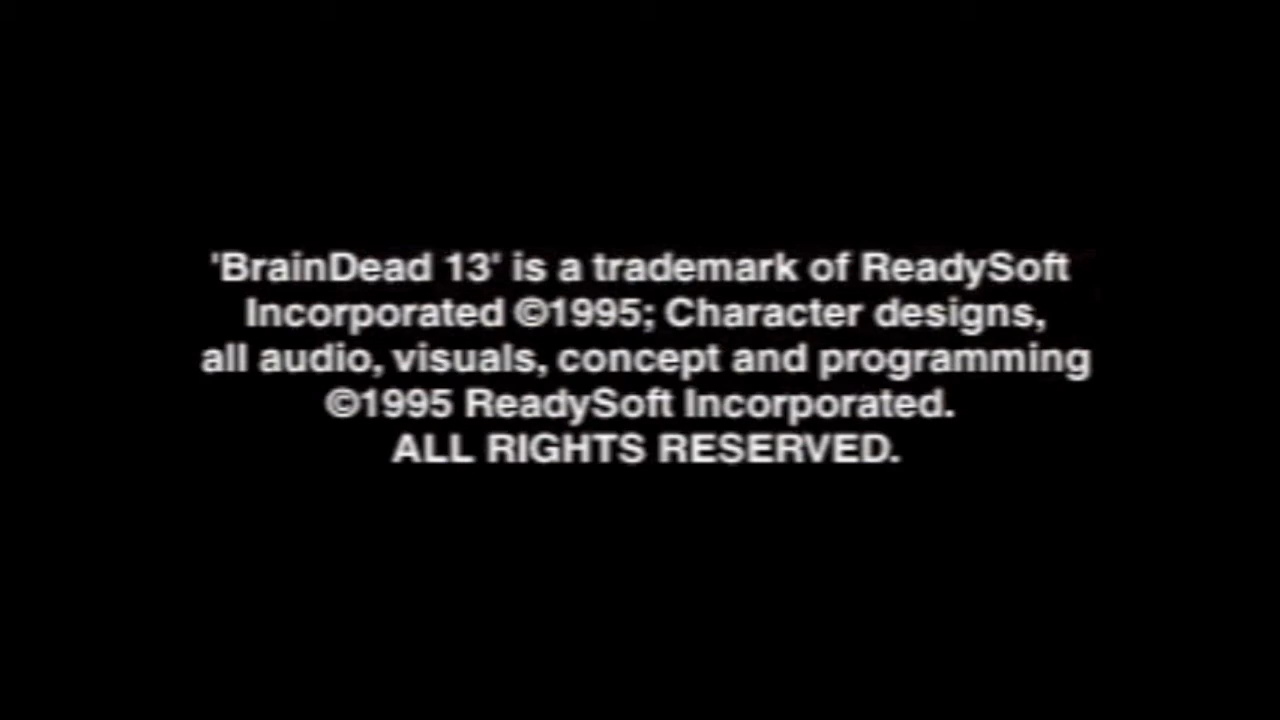 'BrainDead 13' is a trademark of ReadySoft
Incorporated ©1995; Character designs,
all audio, visuals, concept and programming
©1995 ReadySoft Incorporated.
ALL RIGHTS RESERVED.